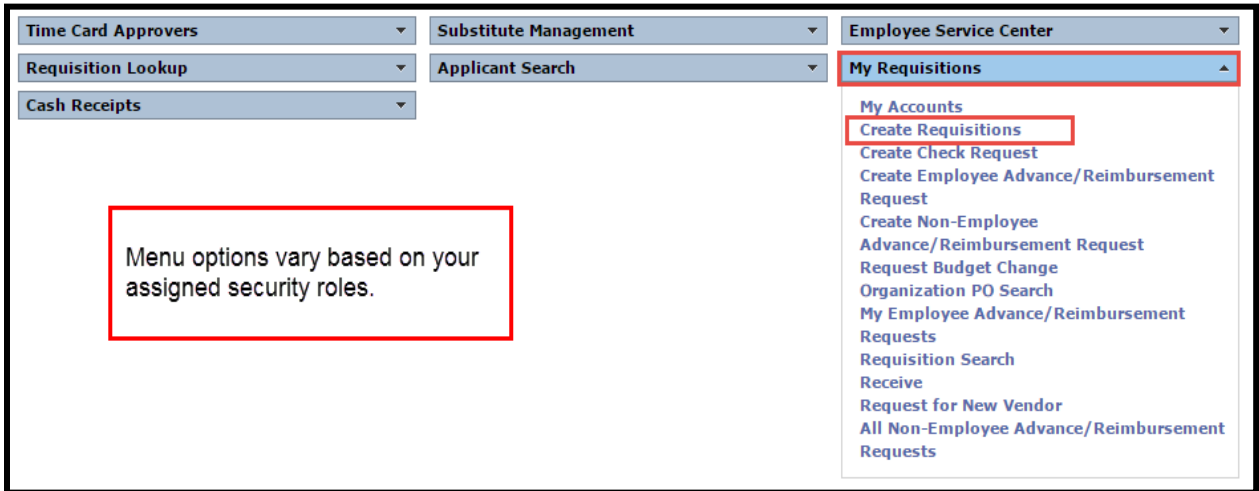 Time Card Approvers
Substitute Management
Employee Service Center
Requisition Lookup
Applicant Search
My Requisitions
Cash Receipts
My Accounts
Create Requisitions
Create Check Request
Create Employee Advance/Reimbursement
Request
Create Non-Employee
Advance/Reimbursement Request
Request Budget Change
Organization PO Search
My Employee Advance/Reimbursement
Requests
Requisition Search
Receive
Request for New Vendor
All Non-Employee Advance/Reimbursement
Requests
Menu options vary based on your
assigned security roles.